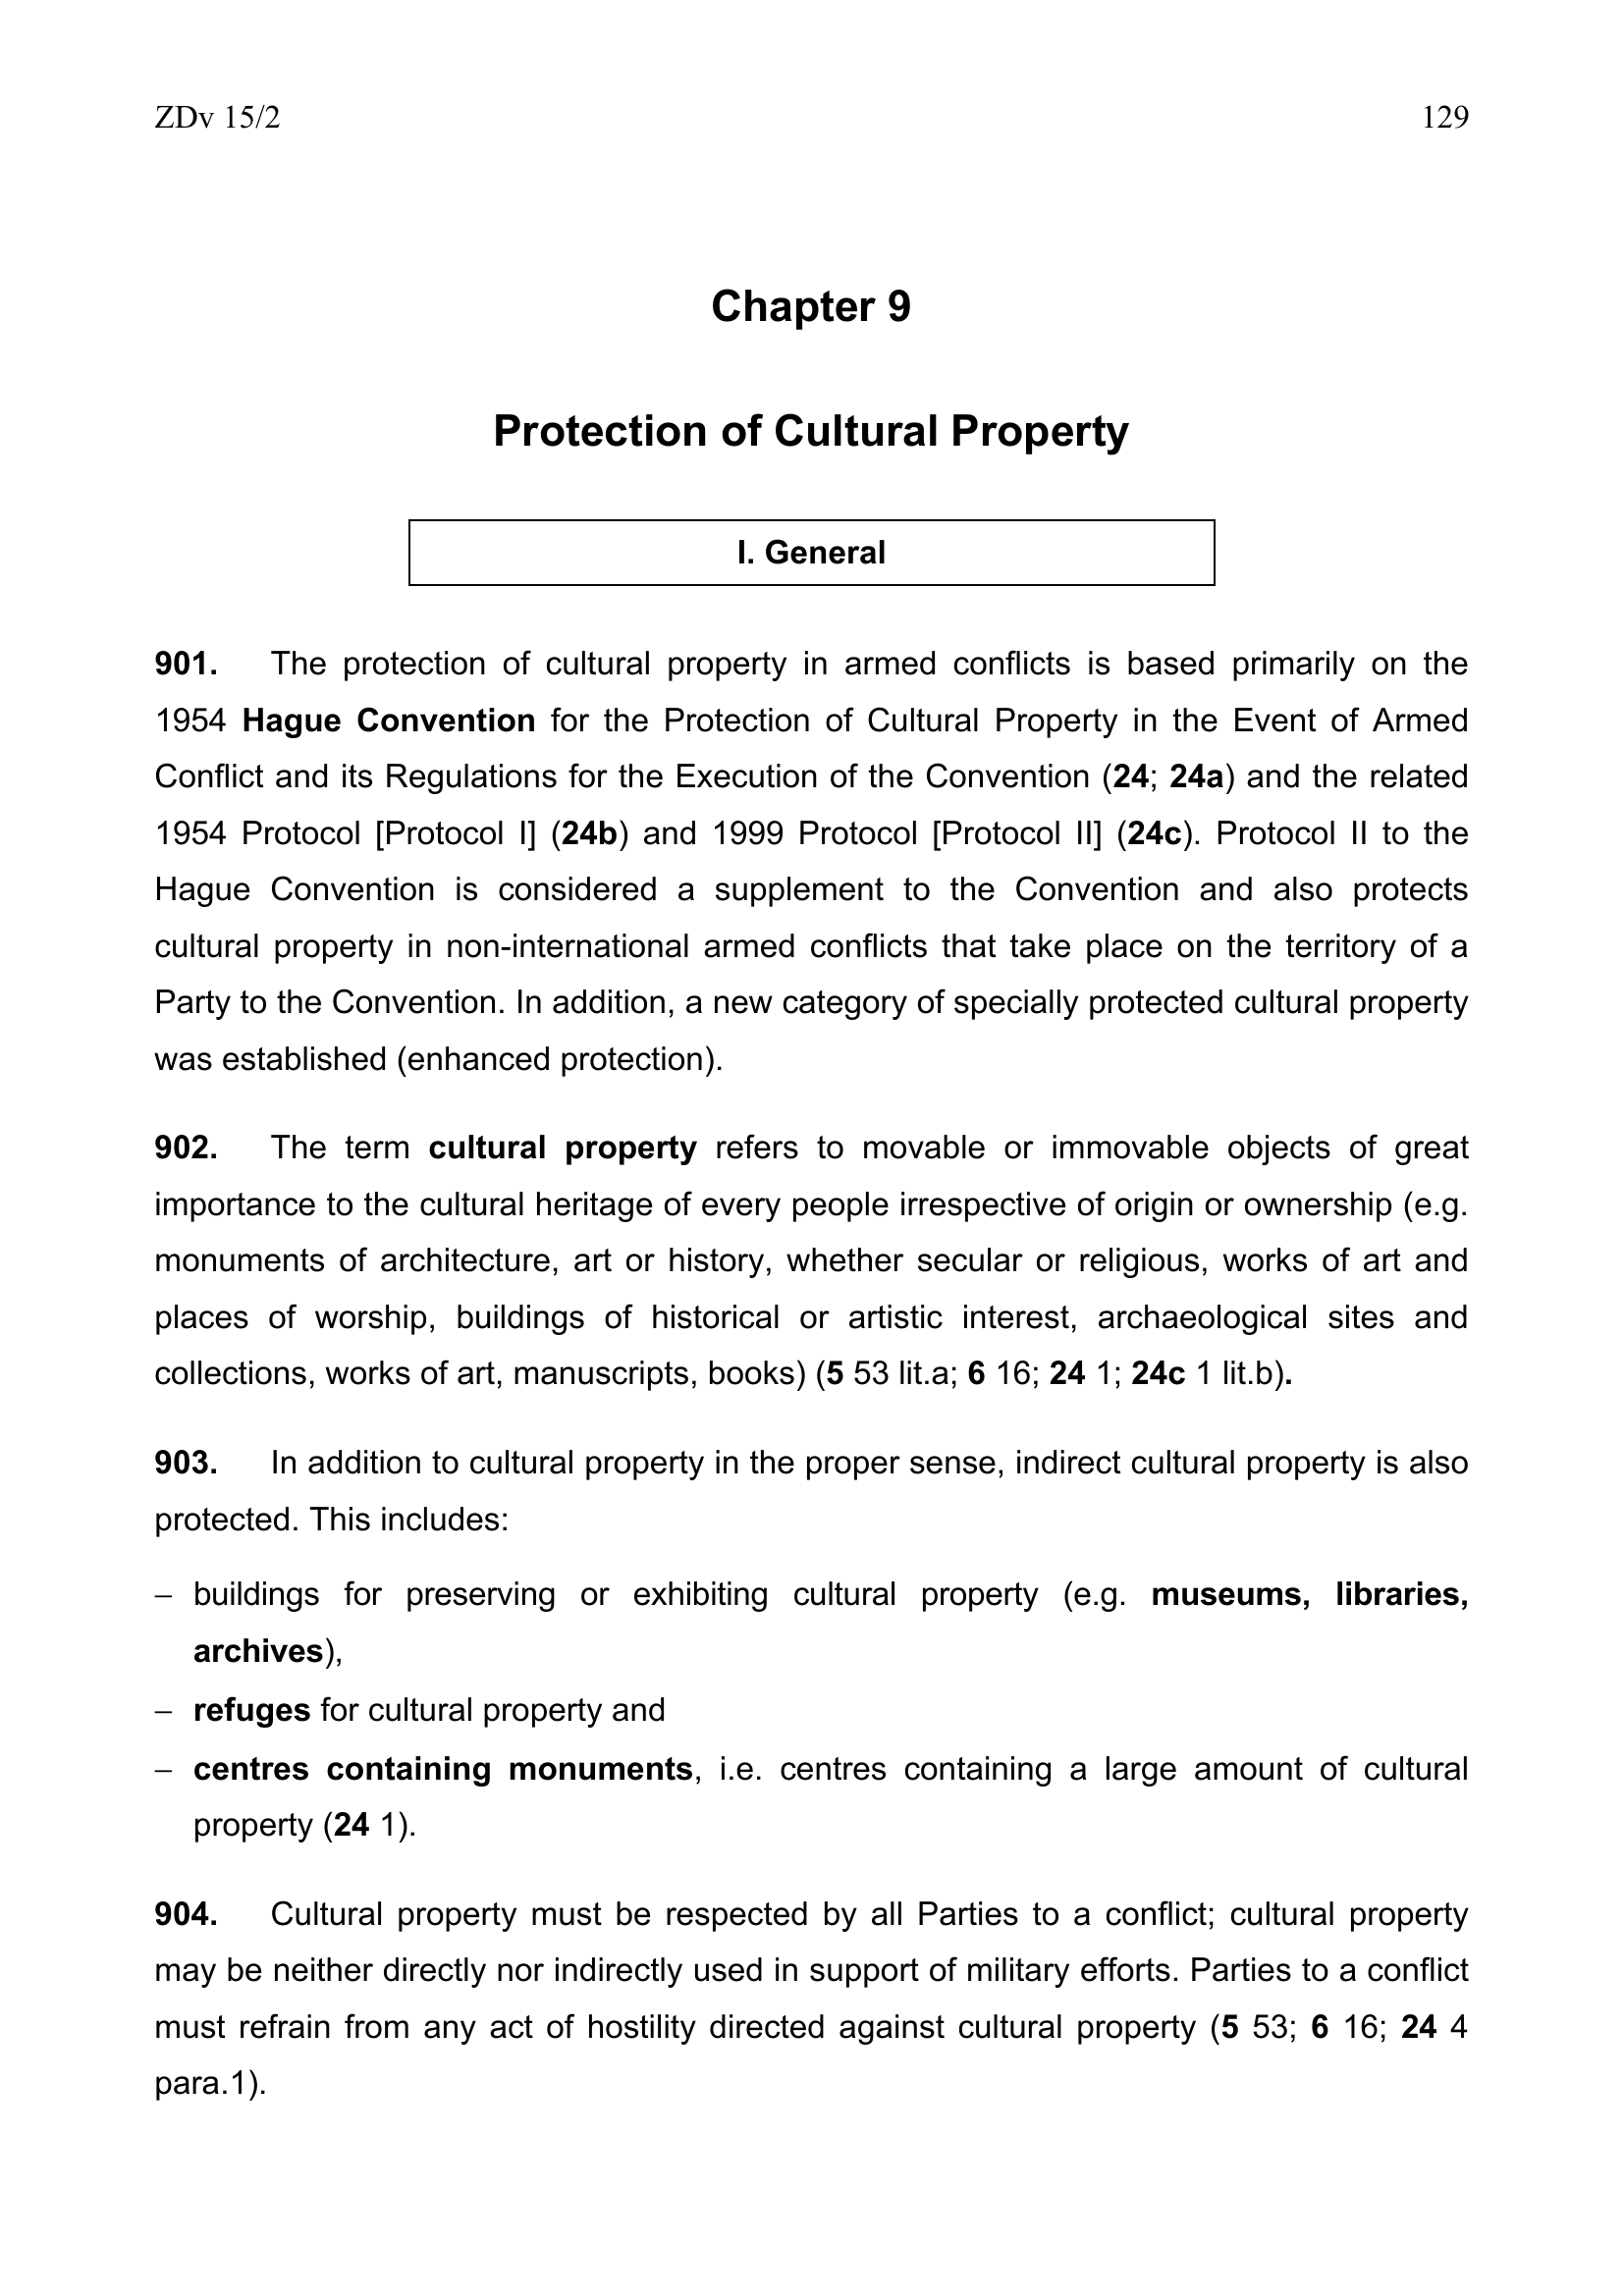 ZDv 15/2 129
Chapter 9
Protection of Cultural Property
I. General
901. The protection of cultural property in armed conflicts is based primarily on the
1954 Hague Convention for the Protection of Cultural Property in the Event of Armed
Conflict and its Regulations for the Execution of the Convention (24; 24a) and the related
1954 Protocol [Protocol I] (24b) and 1999 Protocol [Protocol II] (24c). Protocol II to the
Hague Convention is considered a supplement to the Convention and also protects
cultural property in non-international armed conflicts that take place on the territory of a
Party to the Convention. In addition, a new category of specially protected cultural property
was established (enhanced protection).
902. The term cultural property refers to movable or immovable objects of great
importance to the cultural heritage of every people irrespective of origin or ownership (e.g.
monuments of architecture, art or history, whether secular or religious, works of art and
places of worship, buildings of historical or artistic interest, archaeological sites and
collections, works of art, manuscripts, books) (5 53 lit.a; 6 16; 24 1; 24c 1 lit.b).
903. In addition to cultural property in the proper sense, indirect cultural property is also
protected. This includes:
– buildings for preserving or exhibiting cultural property (e.g. museums, libraries,
archives),
– refuges for cultural property and
– centres containing monuments, i.e. centres containing a large amount of cultural
property (24 1).
904. Cultural property must be respected by all Parties to a conflict; cultural property
may be neither directly nor indirectly used in support of military efforts. Parties to a conflict
must refrain from any act of hostility directed against cultural property (5 53; 6 16; 24 4
para.1).